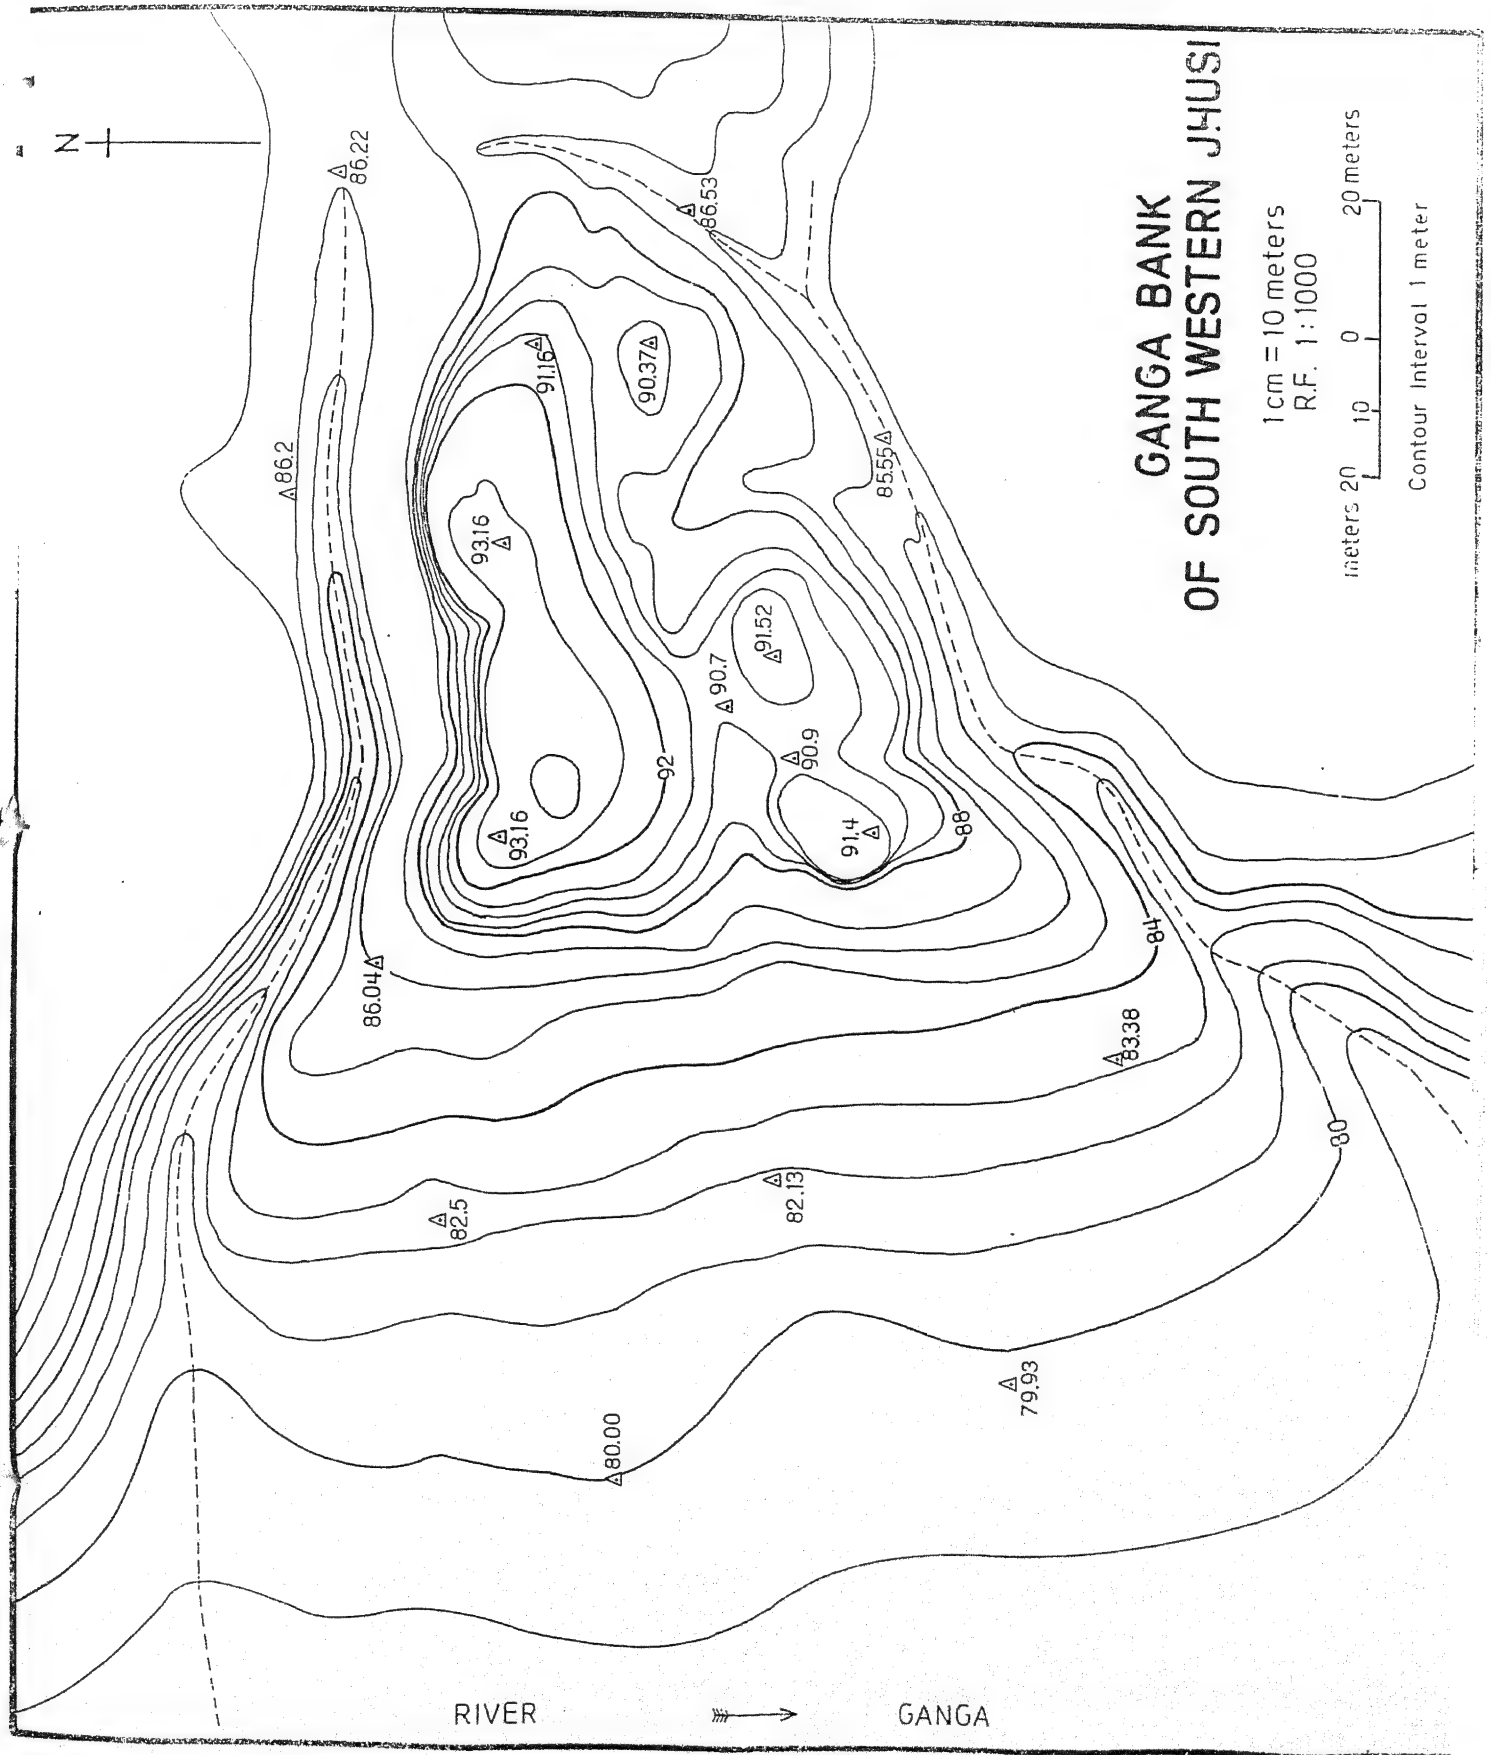 GANGA BANK
OF SOUTH WESTERN JHUSI
1 cm = 10 meters
R.F. 1:1000
meters 20 10 0 20 meters
Contour Interval 1 meter
N
86.22
86.2
86.53
91.16
90.37
93.16
85.55
91.52
90.7
90.9
92
93.16
91.4
88
84
86.04
83.38
80
82.5
82.13
79.93
80.00
RIVER GANGA